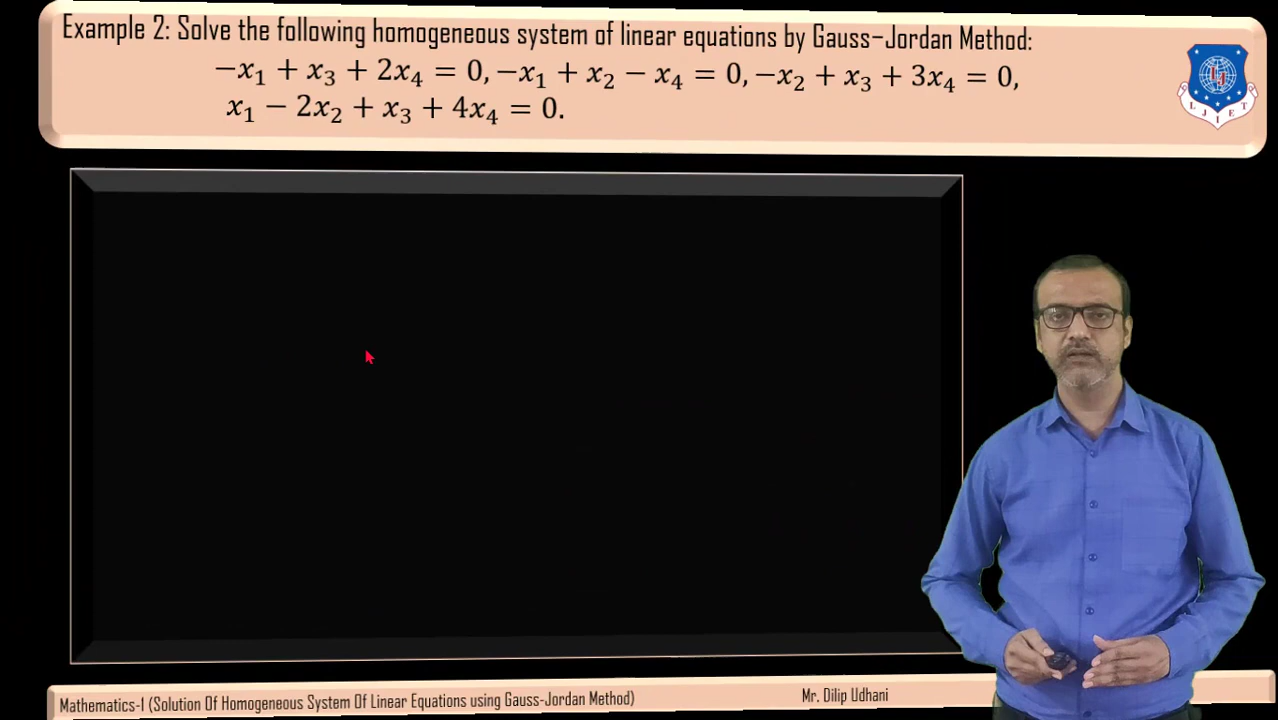 Example 2: Solve the following homogeneous system of linear equations by Gauss–Jordan Method:
−x₁ + x₃ + 2x₄ = 0, −x₁ + x₂ − x₄ = 0, −x₂ + x₃ + 3x₄ = 0,
x₁ − 2x₂ + x₃ + 4x₄ = 0.
LJIET
Mathematics-1 (Solution Of Homogeneous System Of Linear Equations using Gauss-Jordan Method)
Mr. Dilip Udhani